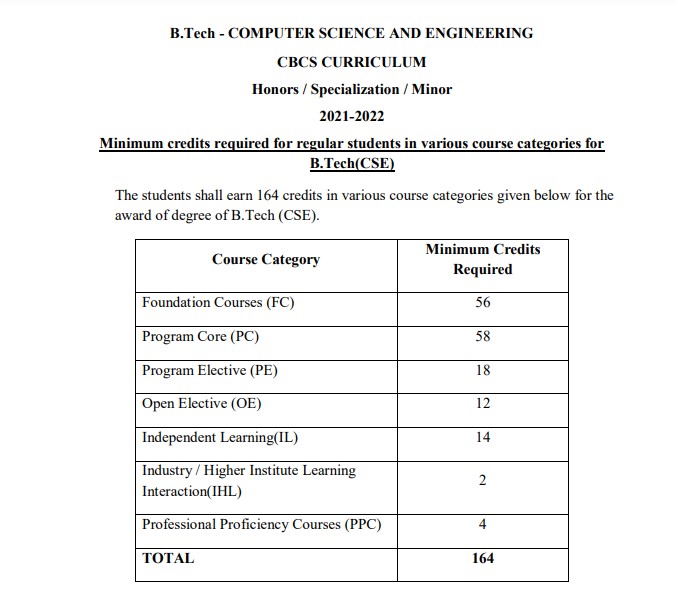 B.Tech - COMPUTER SCIENCE AND ENGINEERING
CBCS CURRICULUM
Honors / Specialization / Minor
2021-2022
Minimum credits required for regular students in various course categories for
B.Tech(CSE)
The students shall earn 164 credits in various course categories given below for the
award of degree of B.Tech (CSE).
Course Category
Minimum Credits
Required
Foundation Courses (FC) 56
Program Core (PC) 58
Program Elective (PE) 18
Open Elective (OE) 12
Independent Learning(IL) 14
Industry / Higher Institute Learning
Interaction(IHL)
2
Professional Proficiency Courses (PPC) 4
TOTAL 164